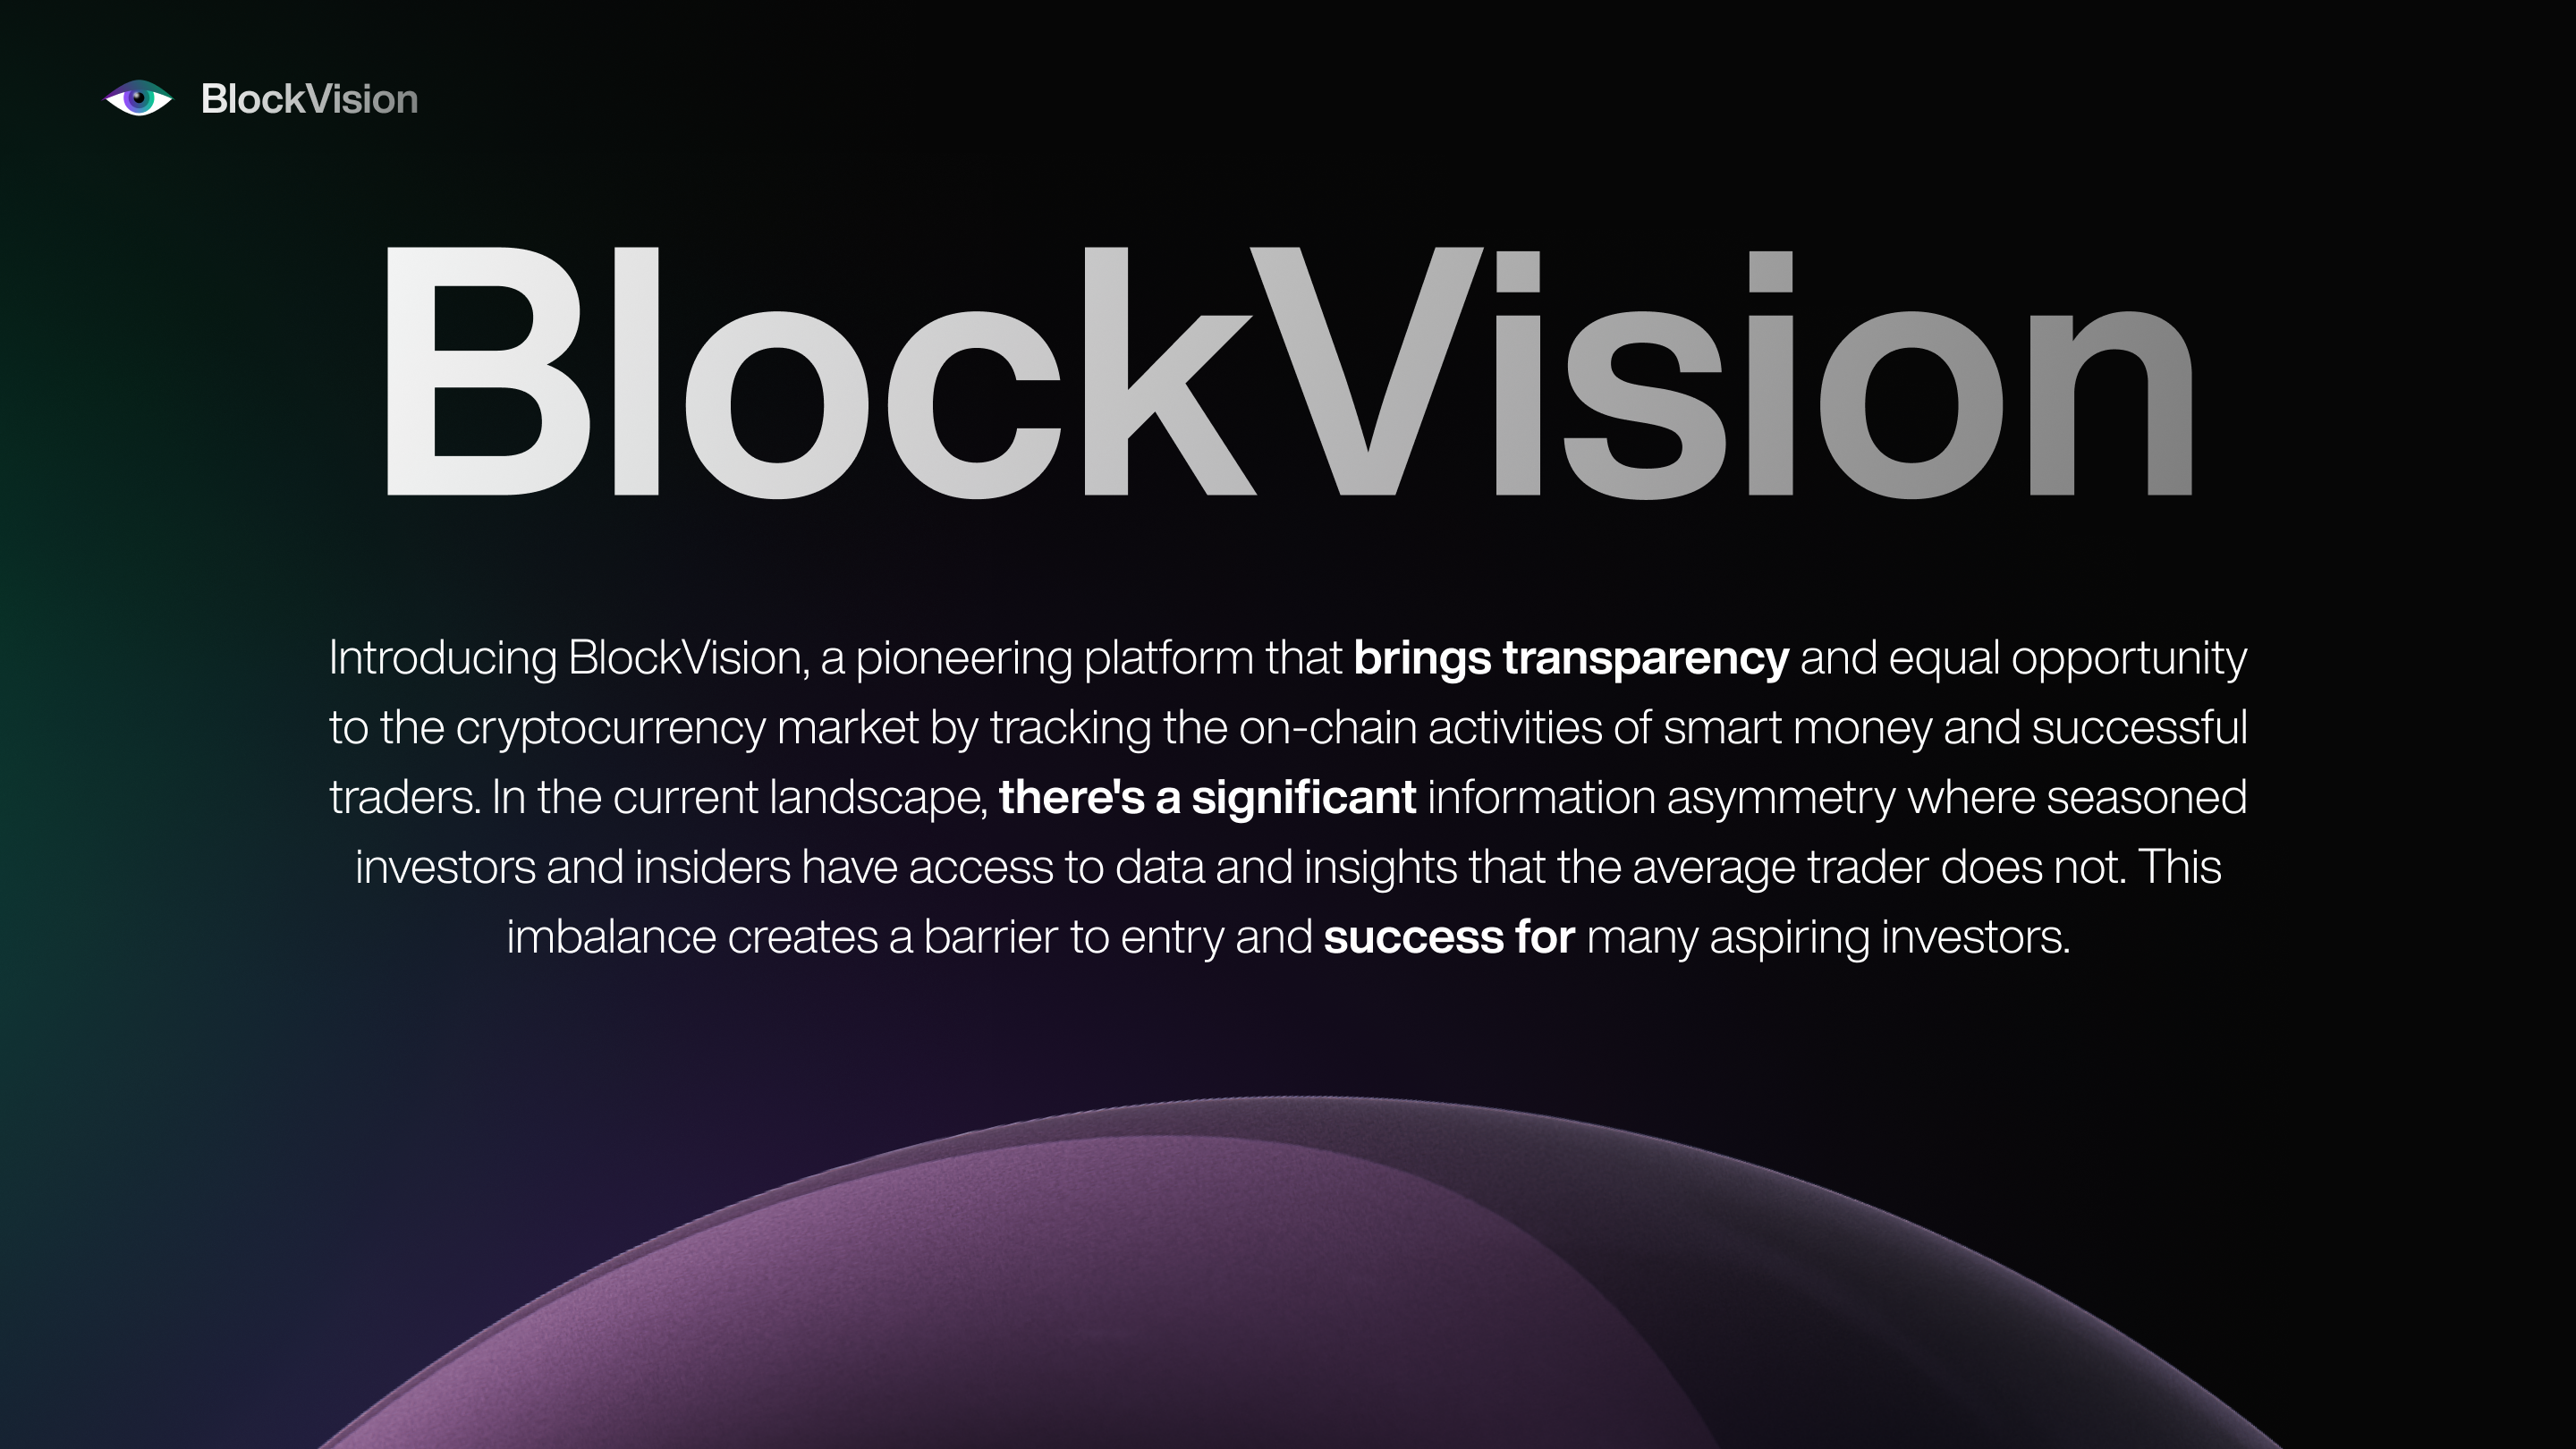 BlockVision
BlockVision
Introducing BlockVision, a pioneering platform that brings transparency and equal opportunity
to the cryptocurrency market by tracking the on-chain activities of smart money and successful
traders. In the current landscape, there's a significant information asymmetry where seasoned
investors and insiders have access to data and insights that the average trader does not. This
imbalance creates a barrier to entry and success for many aspiring investors.